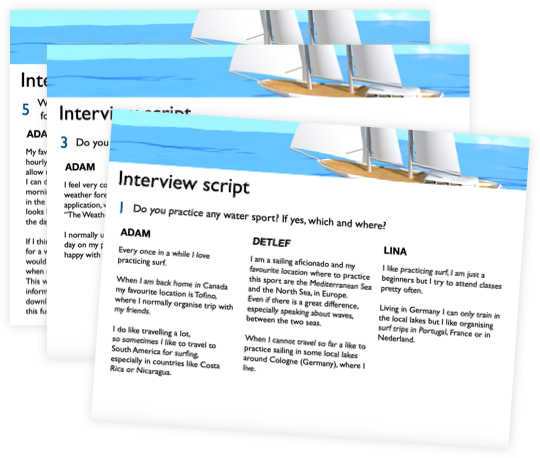 Inte
5 W
fo
ADA
My fav
hourly
allow
I can d
mornin
in the
looks
the da
If I thi
for a w
would
when
This w
inform
downl
this fu
Interview script
3 Do you
ADAM
I feel very co
weather fore
application, w
"The Weathe
I normally u
day on my p
happy with
Interview script
1 Do you practice any water sport? If yes, which and where?
ADAM
Every once in a while I love
practicing surf.
When I am back home in Canada
my favourite location is Tofino,
where I normally organise trip with
my friends.
I do like travelling a lot,
so sometimes I like to travel to
South America for surfing,
especially in countries like Costa
Rica or Nicaragua.
DETLEF
I am a sailing aficionado and my
favourite location where to practice
this sport are the Mediterranean Sea
and the North Sea, in Europe.
Even if there is a great difference,
especially speaking about waves,
between the two seas.
When I cannot travel so far a like to
practice sailing in some local lakes
around Cologne (Germany), where I
live.
LINA
I like practicing surf, I am just a
beginners but I try to attend classes
pretty often.
Living in Germany I can only train in
the local lakes but I like organising
surf trips in Portugal, France or in
Nederland.